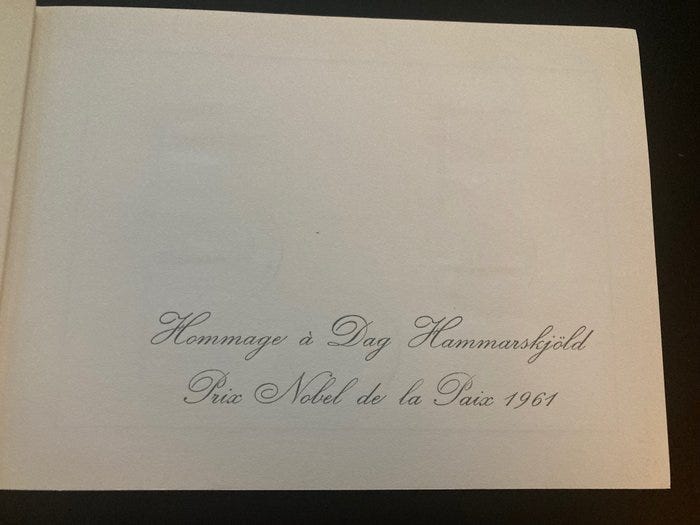 Hommage à Dag Hammarskjöld
Prix Nobel de la Paix 1961